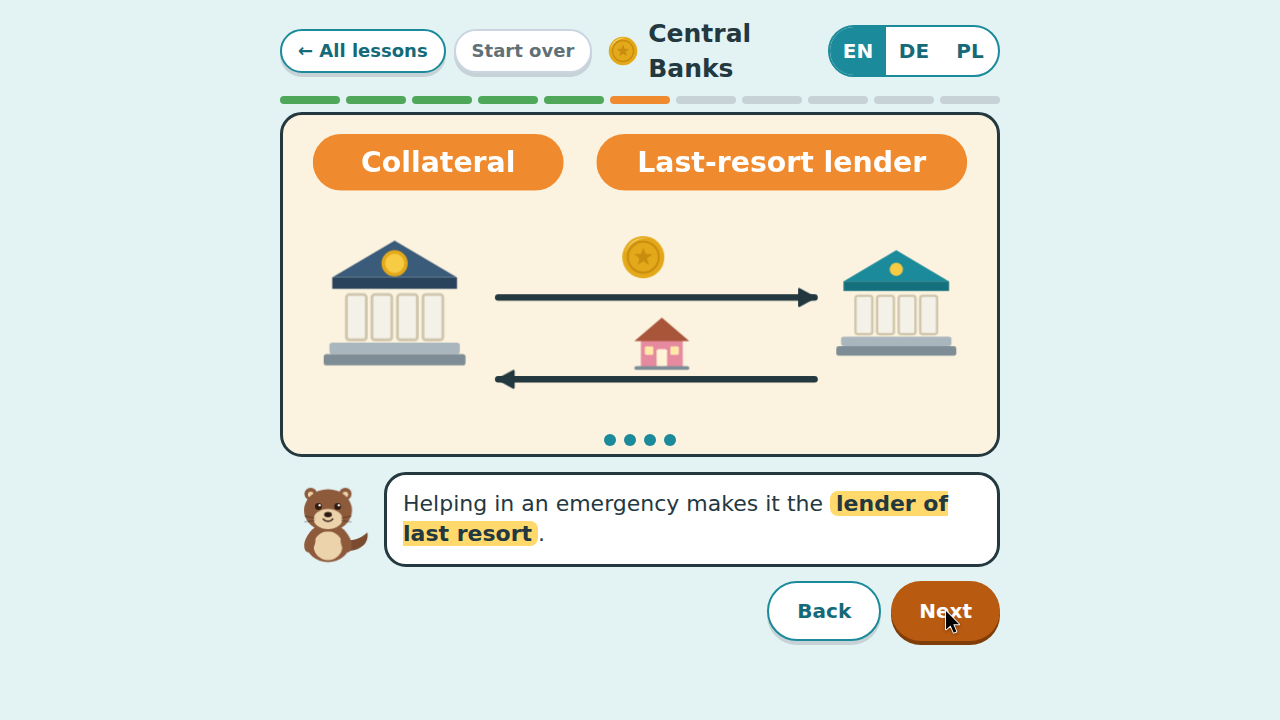 ← All lessons
Start over
Central
Banks
EN DE PL
Collateral
Last-resort lender
Helping in an emergency makes it the lender of
last resort.
Back
Next